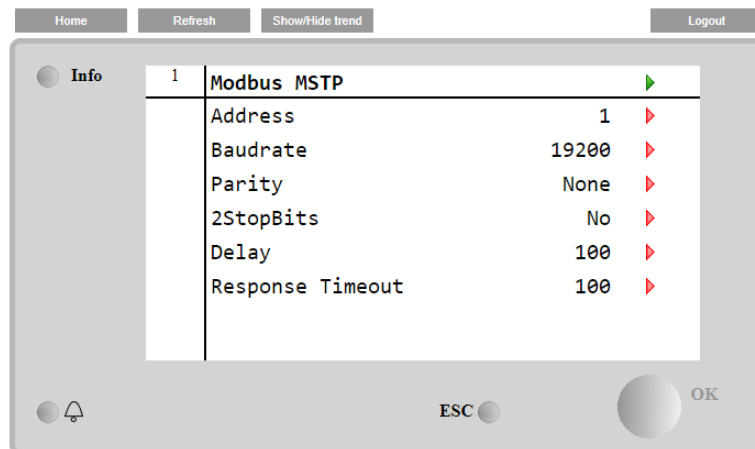 Home Refresh Show/Hide trend Logout
Info
1 Modbus MSTP
Address 1
Baudrate 19200
Parity None
2StopBits No
Delay 100
Response Timeout 100
ESC OK